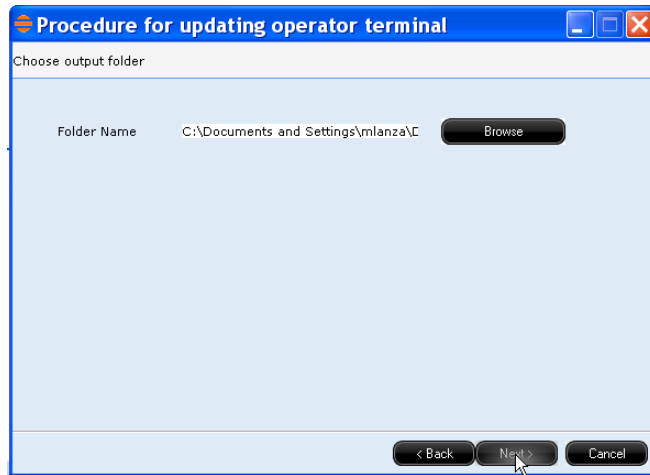 Procedure for updating operator terminal
Choose output folder
Folder Name C:\Documents and Settings\mlanza\D Browse
< Back Next > Cancel